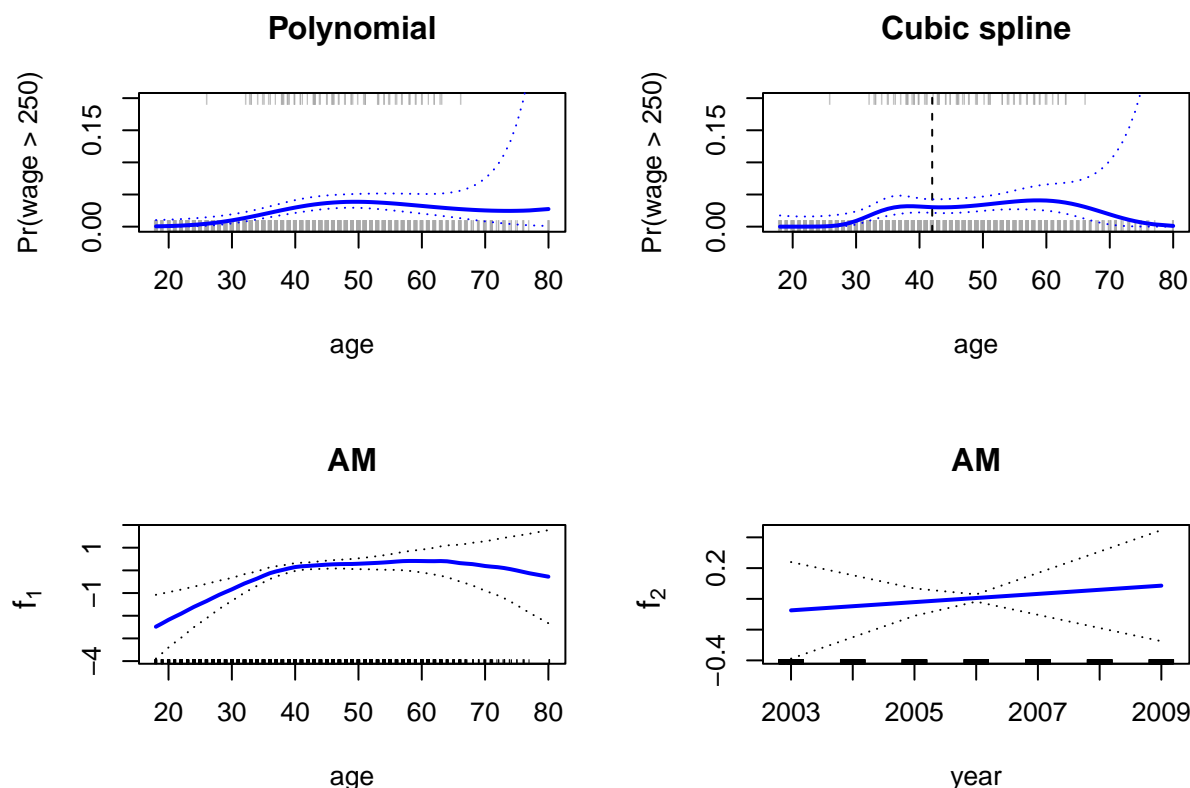 Polynomial
Pr(wage > 250)
0.15
0.00
20 30 40 50 60 70 80
age
Cubic spline
Pr(wage > 250)
0.15
0.00
20 30 40 50 60 70 80
age
AM
f1
1
−1
−4
20 30 40 50 60 70 80
age
AM
f2
0.2
−0.4
2003 2005 2007 2009
year